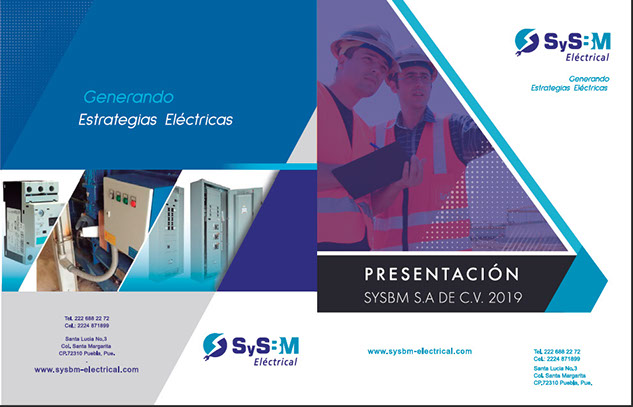 Generando
Estrategias Eléctricas
Tel. 222 688 22 72
Cel.: 2224 871899
Santa Lucia No.3
Col. Santa Margarita
CP,72310 Puebla, Pue.
www.sysbm-electrical.com
SySBM
Eléctrical
SySBM
Eléctrical
Generando
Estrategias Eléctricas
PRESENTACIÓN
SYSBM S.A DE C.V. 2019
www.sysbm-electrical.com
Tel. 222 688 22 72
Cel.: 2224 871899
Santa Lucia No.3
Col. Santa Margarita
CP,72310 Puebla, Pue.